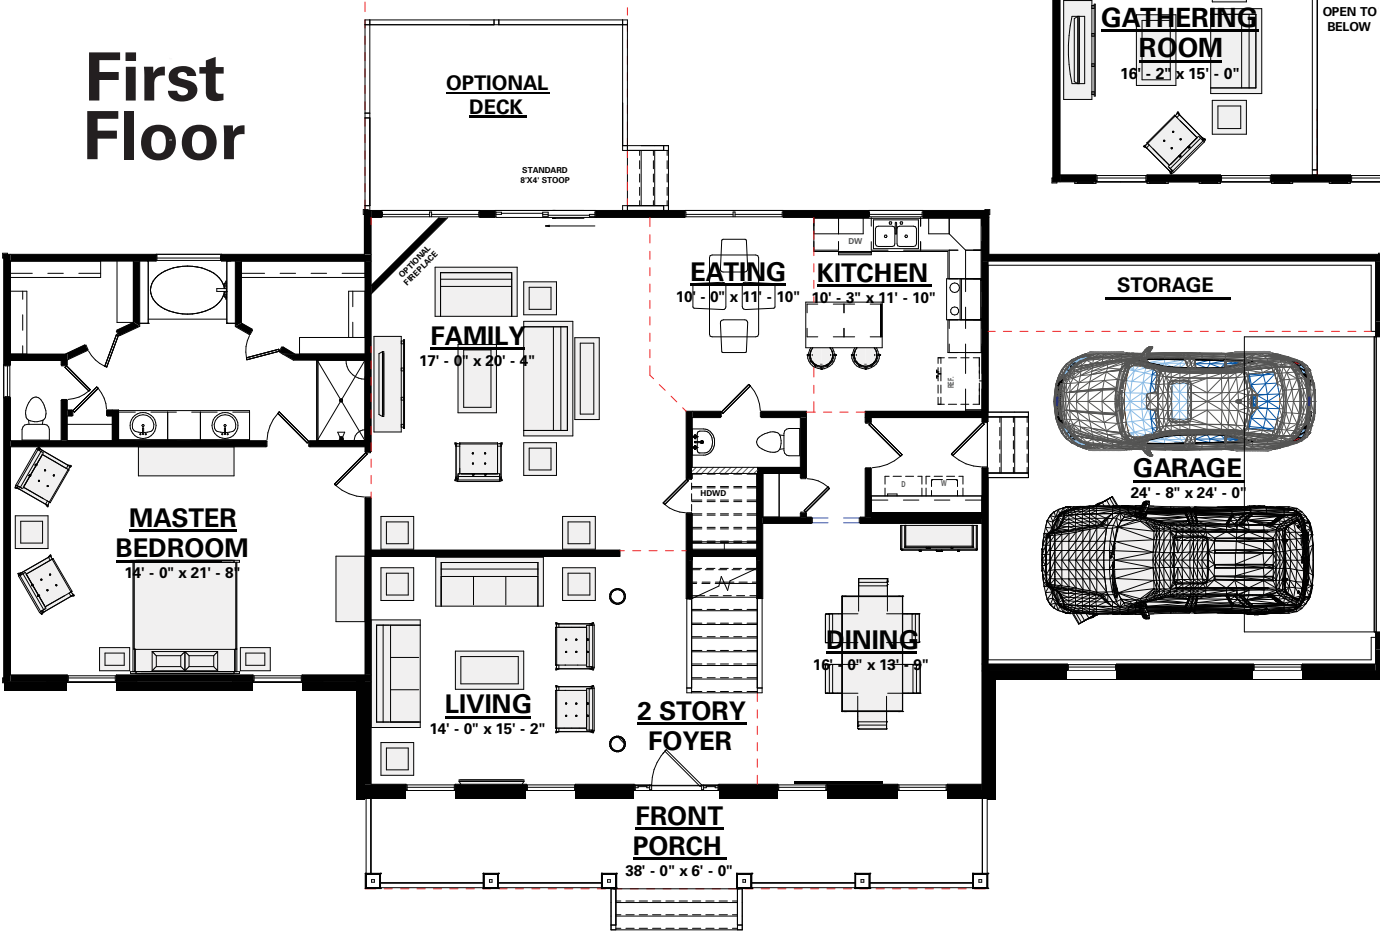 First
Floor
OPTIONAL
DECK
STANDARD
8'X4' STOOP
GATHERING
ROOM
16' - 2" x 15' - 0"
OPEN TO
BELOW
OPTIONAL
FIREPLACE
FAMILY
17' - 0" x 20' - 4"
EATING
10' - 0" x 11' - 10"
KITCHEN
10' - 3" x 11' - 10"
DW
REF.
STORAGE
GARAGE
24' - 8" x 24' - 0"
HDWD
D
W
MASTER
BEDROOM
14' - 0" x 21' - 8"
LIVING
14' - 0" x 15' - 2"
2 STORY
FOYER
DINING
16' - 0" x 13' - 9"
FRONT
PORCH
38' - 0" x 6' - 0"